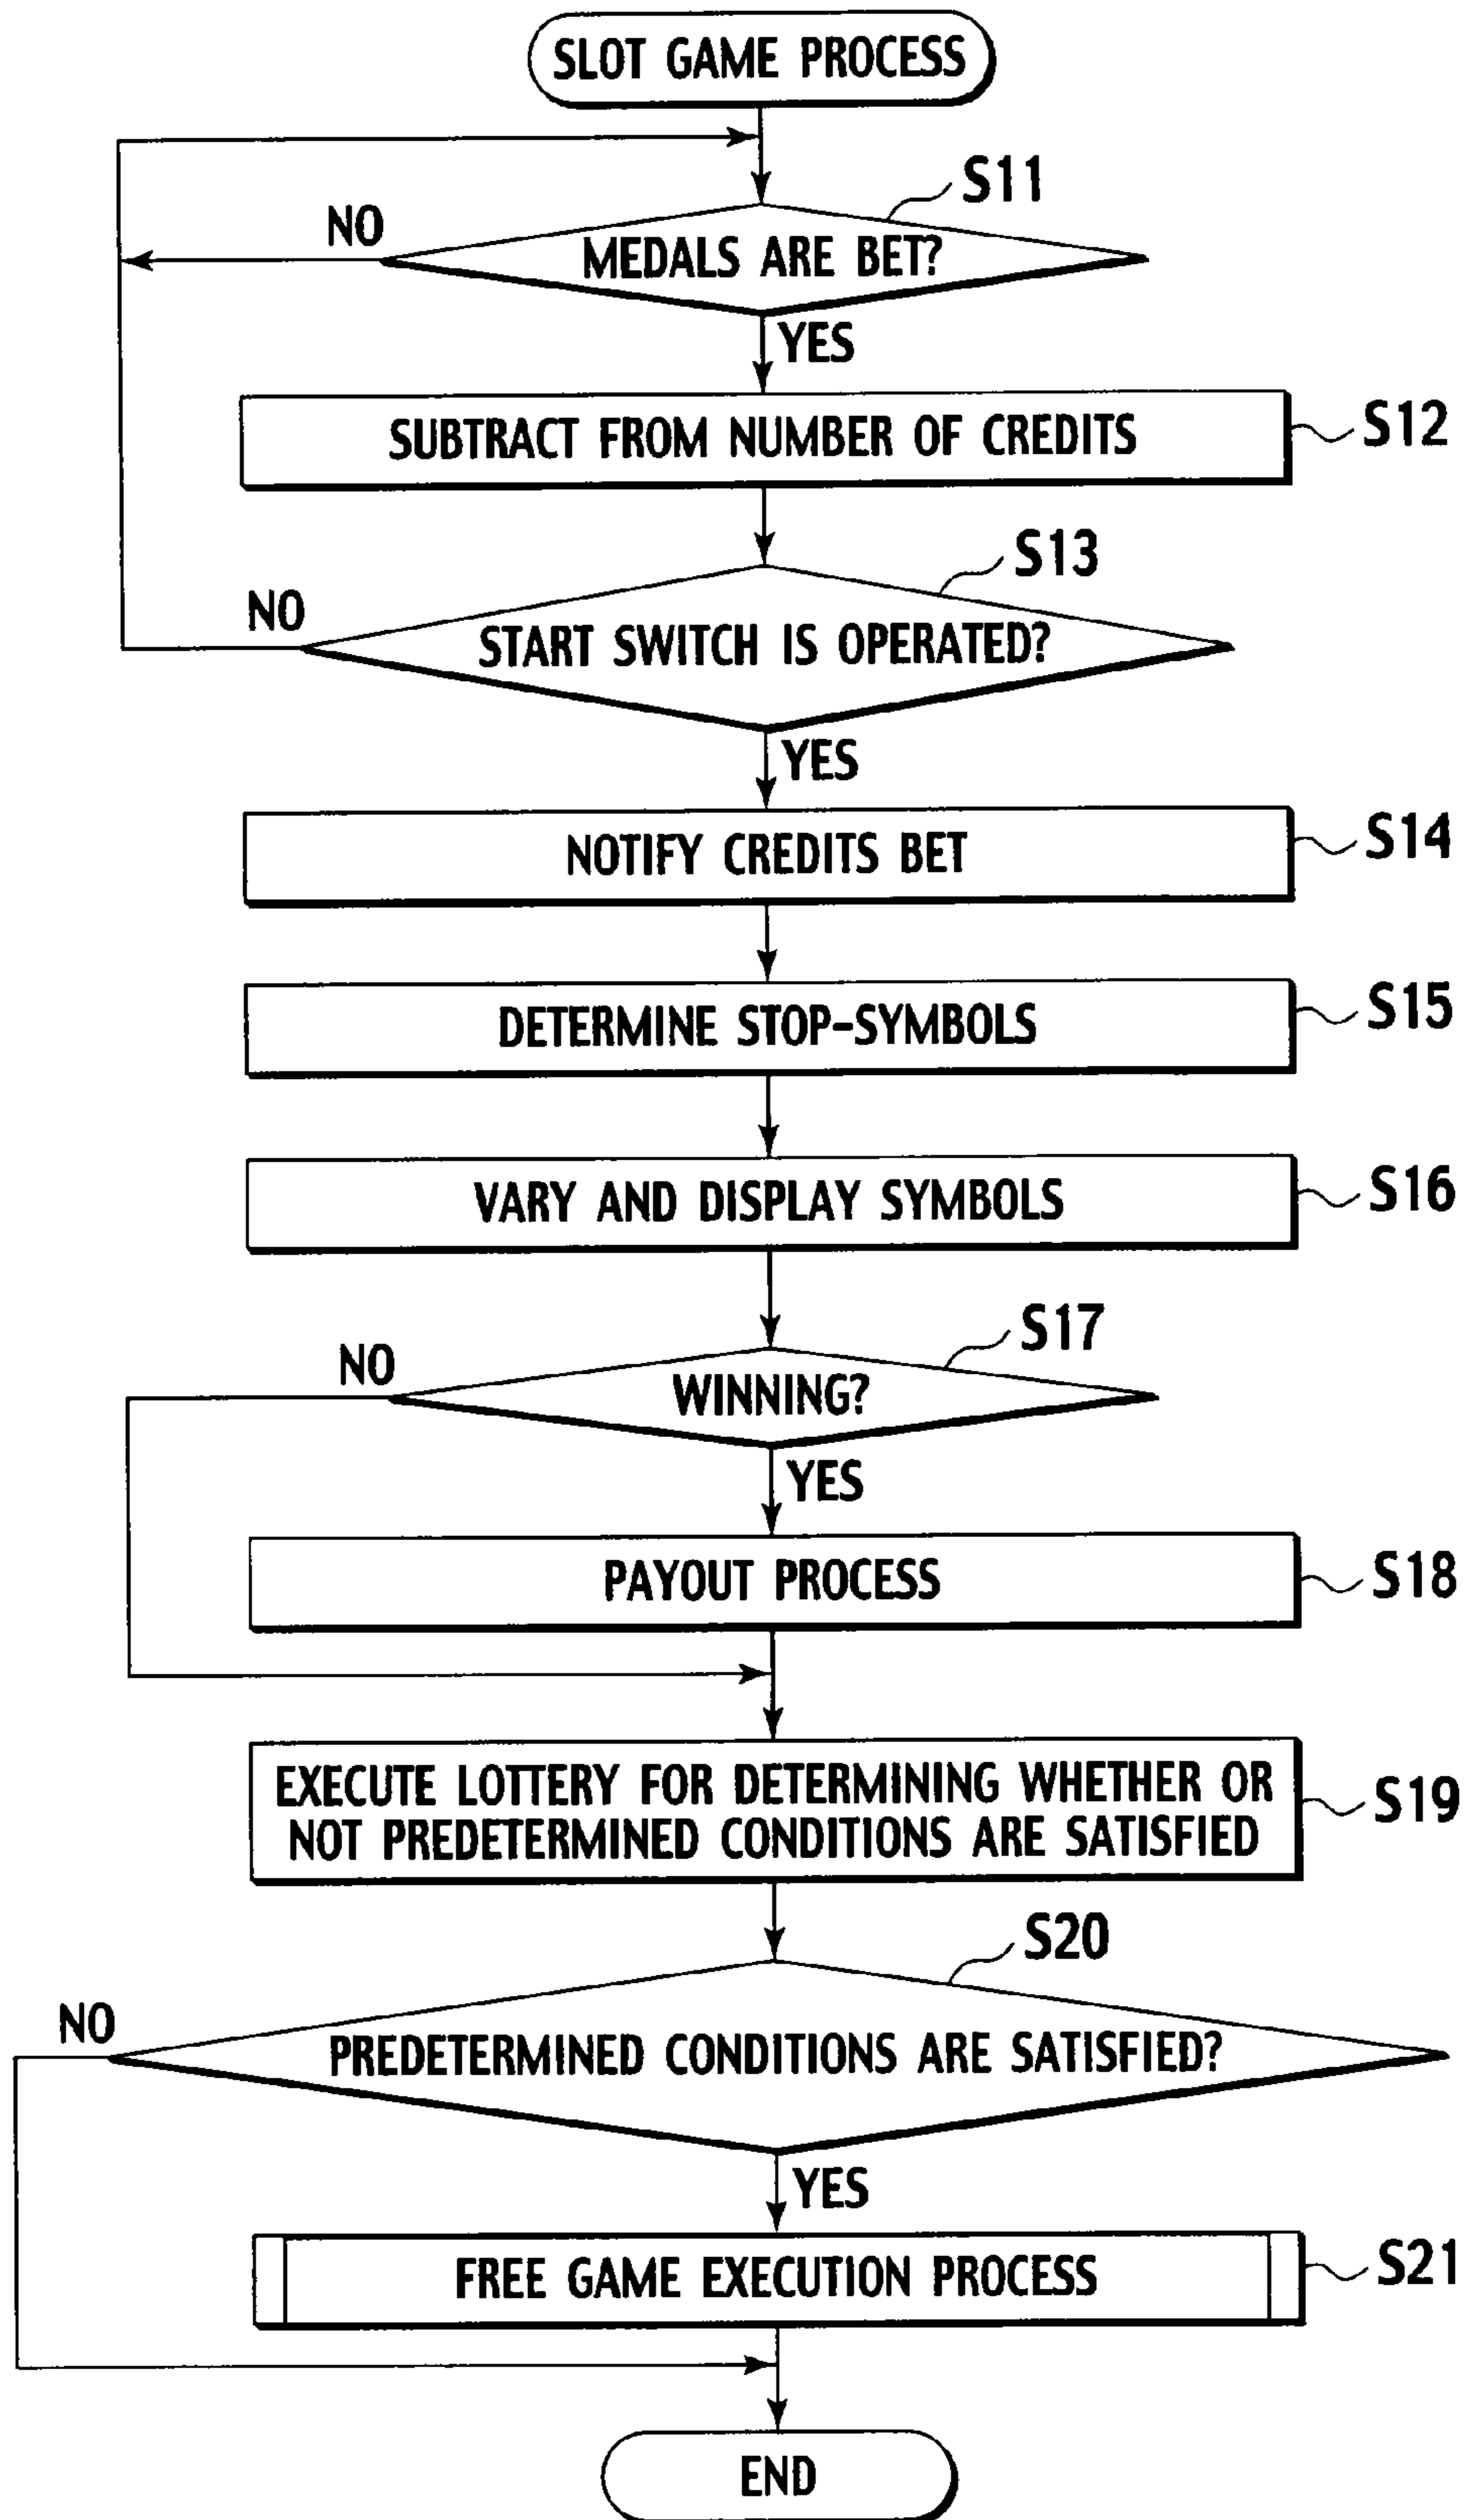 SLOT GAME PROCESS
S11
NO
MEDALS ARE BET?
YES
SUBTRACT FROM NUMBER OF CREDITS
S12
S13
NO
START SWITCH IS OPERATED?
YES
NOTIFY CREDITS BET
S14
DETERMINE STOP-SYMBOLS
S15
VARY AND DISPLAY SYMBOLS
S16
S17
NO
WINNING?
YES
PAYOUT PROCESS
S18
EXECUTE LOTTERY FOR DETERMINING WHETHER OR
NOT PREDETERMINED CONDITIONS ARE SATISFIED
S19
S20
NO
PREDETERMINED CONDITIONS ARE SATISFIED?
YES
FREE GAME EXECUTION PROCESS
S21
END